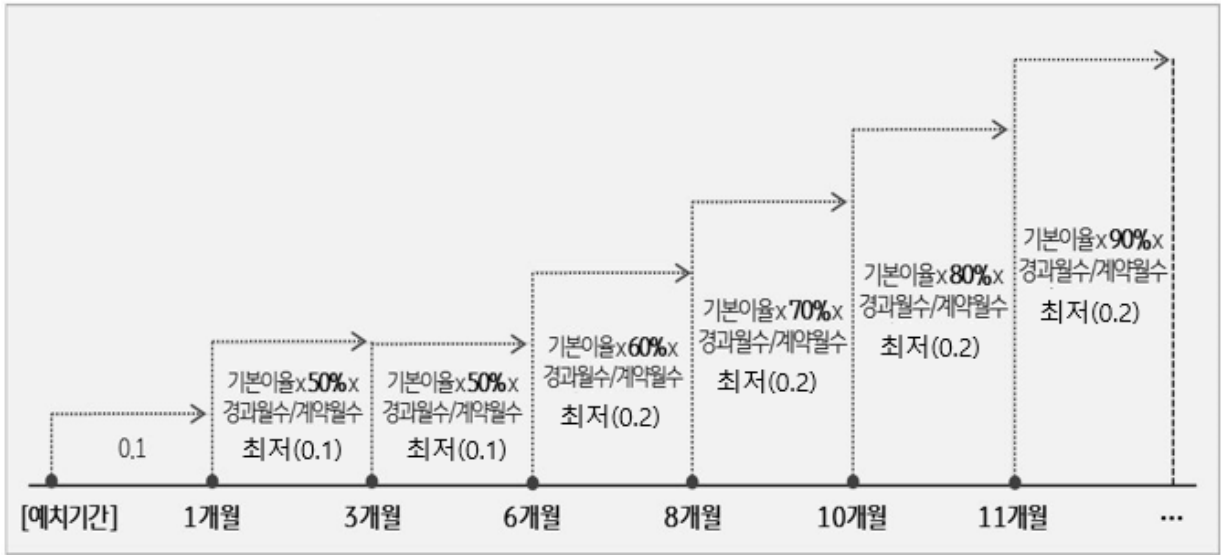 0.1
기본이율x50%x
경과월수/계약월수
최저(0.1)
기본이율x50%x
경과월수/계약월수
최저(0.1)
기본이율x60%x
경과월수/계약월수
최저(0.2)
기본이율x70%x
경과월수/계약월수
최저(0.2)
기본이율x80%x
경과월수/계약월수
최저(0.2)
기본이율x90%x
경과월수/계약월수
최저(0.2)
[예치기간] 1개월 3개월 6개월 8개월 10개월 11개월 ...